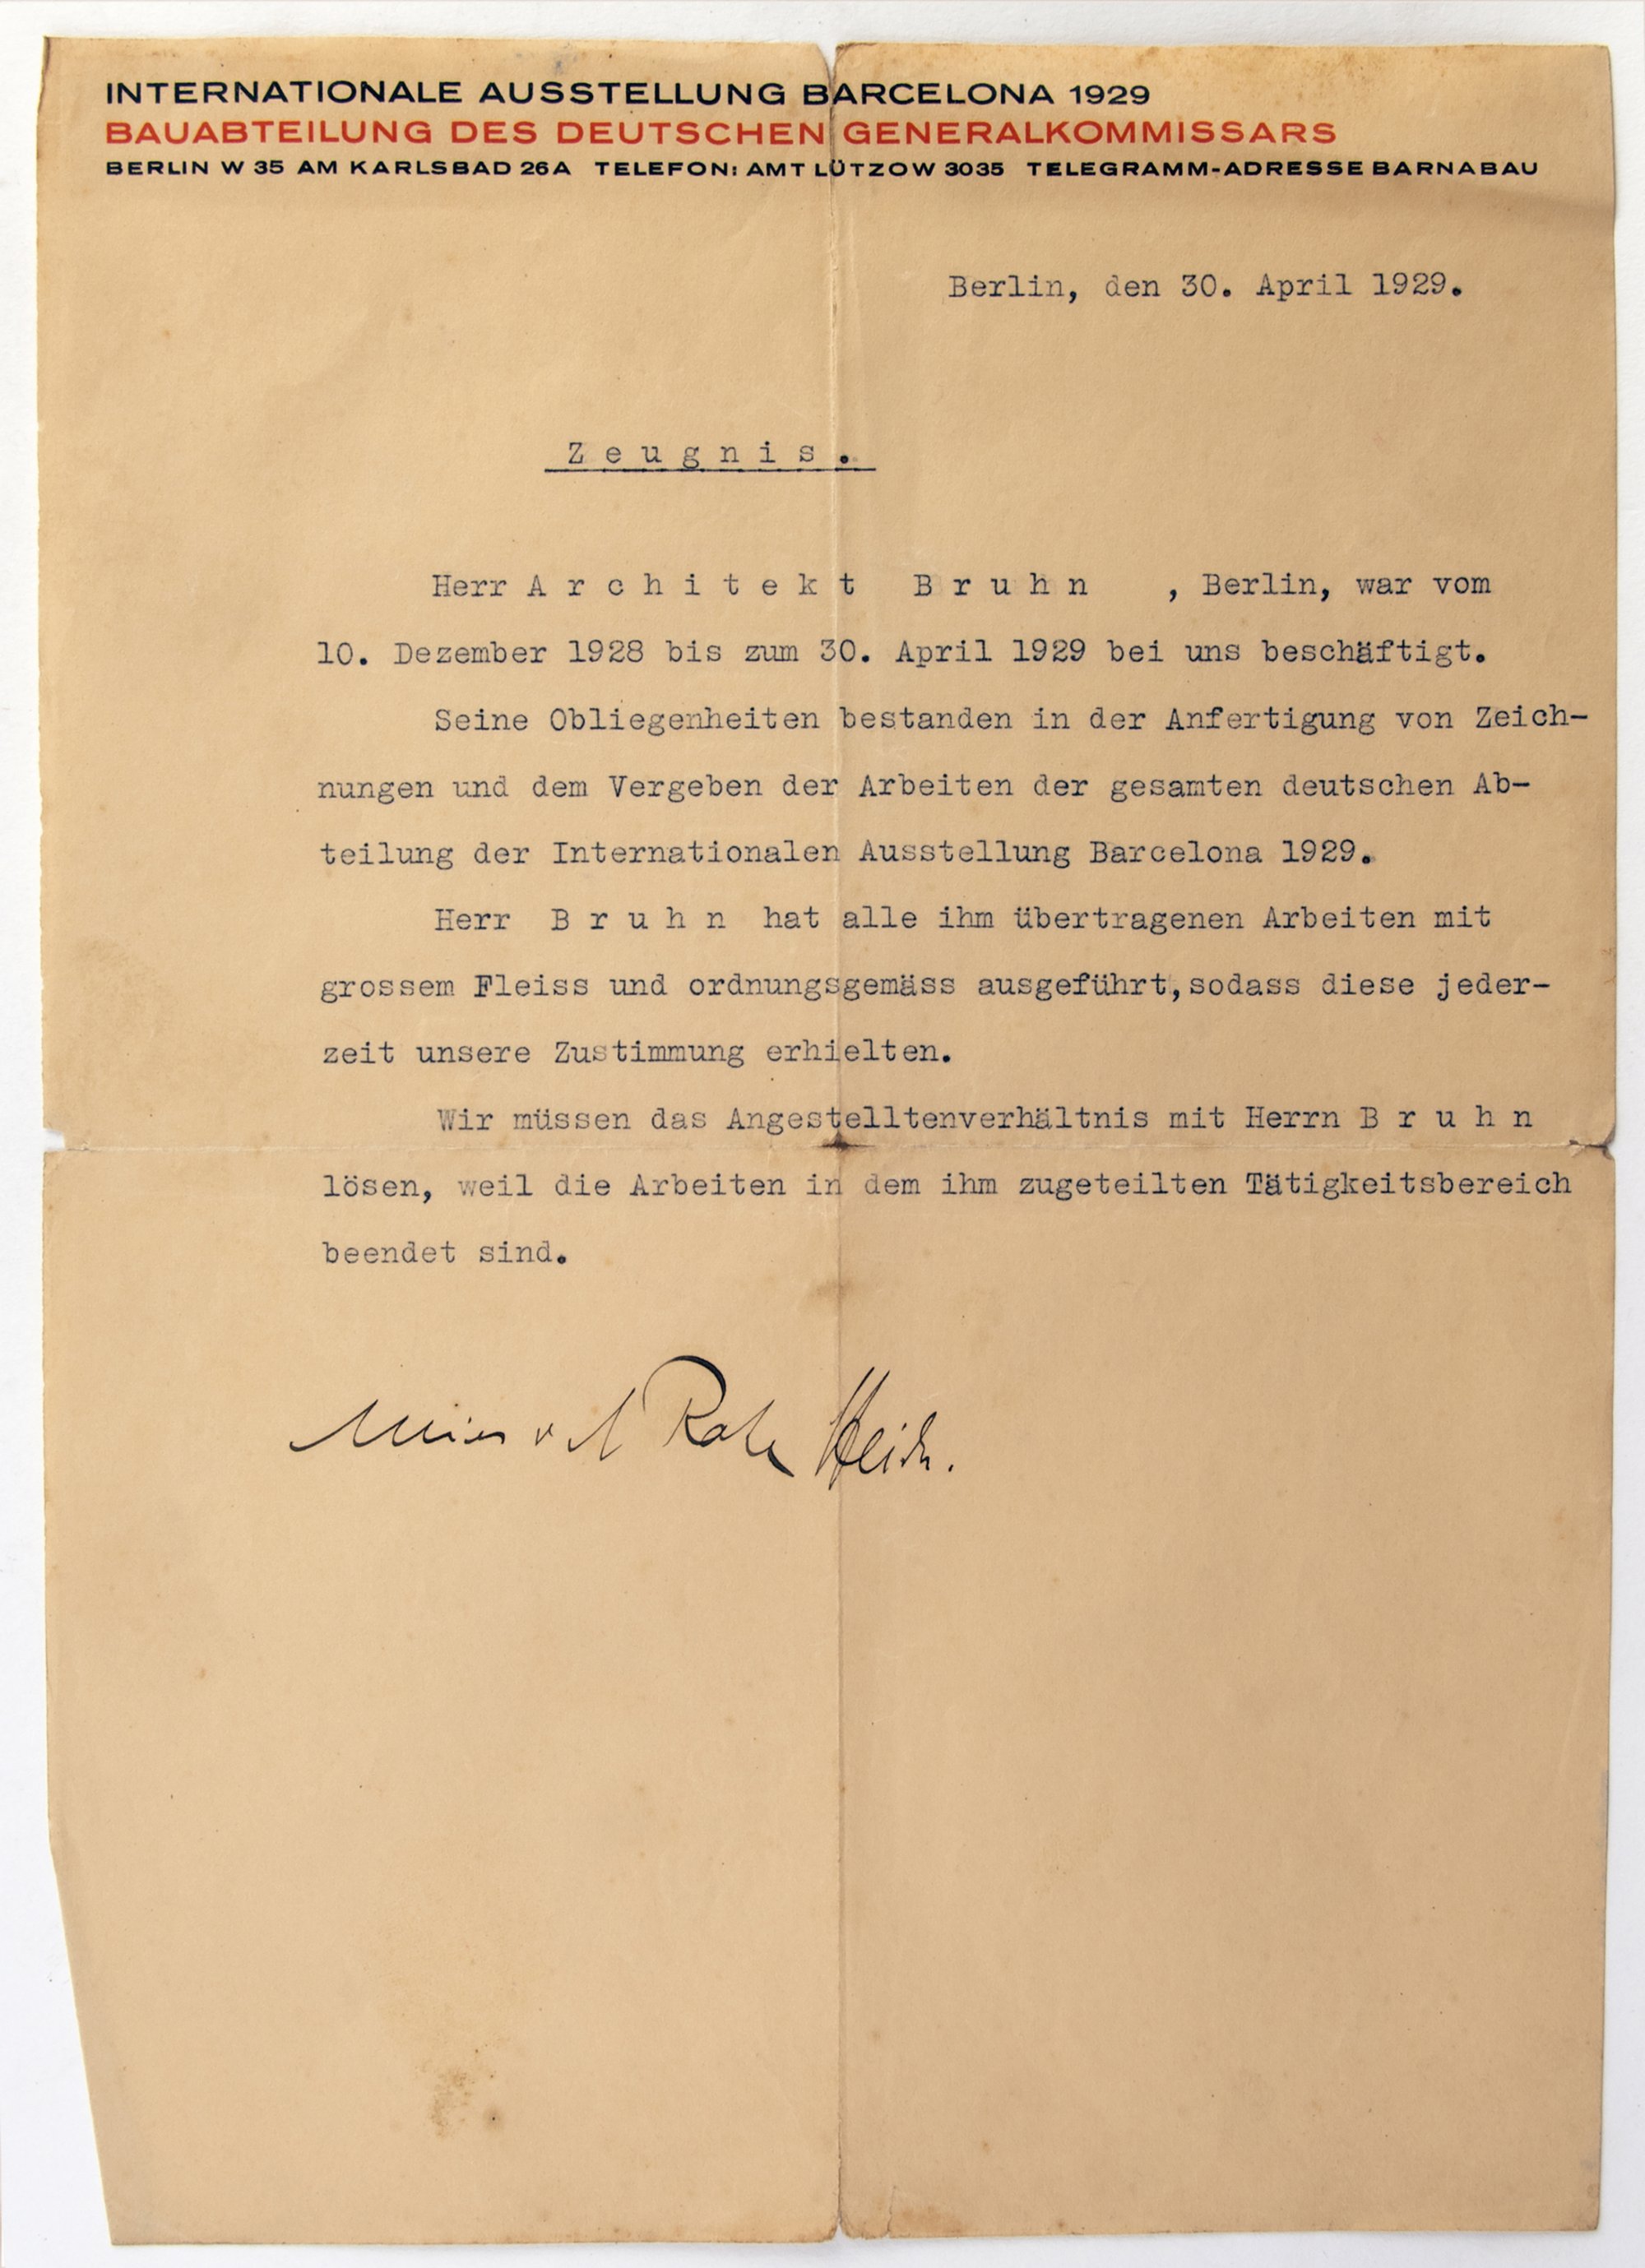 INTERNATIONALE AUSSTELLUNG BARCELONA 1929
BAUABTEILUNG DES DEUTSCHEN GENERALKOMMISSARS
BERLIN W 35 AM KARLSBAD 26A TELEFON: AMT LÜTZOW 3035 TELEGRAMM-ADRESSE BARNABAU
Berlin, den 30. April 1929.
Z e u g n i s .
Herr A r c h i t e k t B r u h n , Berlin, war vom
10. Dezember 1928 bis zum 30. April 1929 bei uns beschäftigt.
Seine Obliegenheiten bestanden in der Anfertigung von Zeich-
nungen und dem Vergeben der Arbeiten der gesamten deutschen Ab-
teilung der Internationalen Ausstellung Barcelona 1929.
Herr B r u h n hat alle ihm übertragenen Arbeiten mit
grossem Fleiss und ordnungsgemäss ausgeführt, sodass diese jeder-
zeit unsere Zustimmung erhielten.
Wir müssen das Angestelltenverhältnis mit Herrn B r u h n
lösen, weil die Arbeiten in dem ihm zugeteilten Tätigkeitsbereich
beendet sind.
Mies v d Rohe